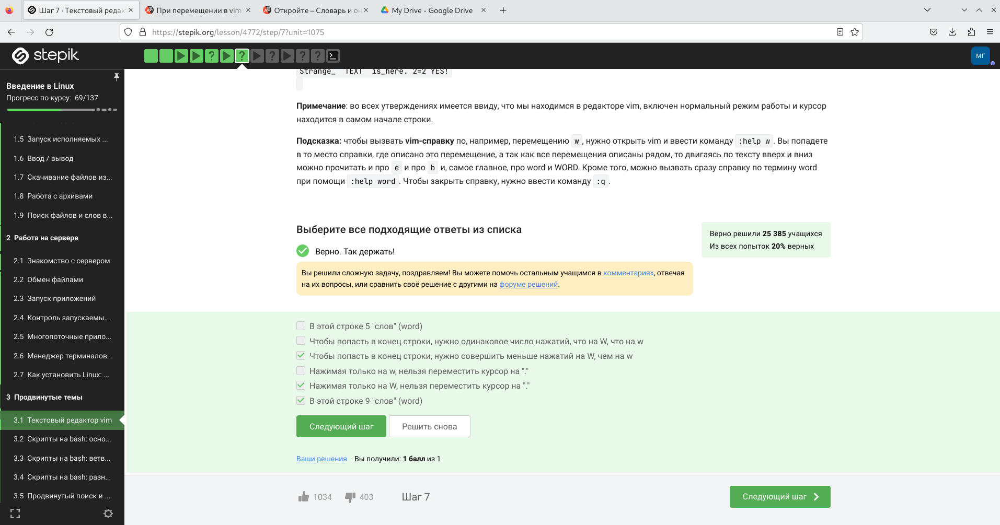 Шаг 7 · Текстовый редак
При перемещении в vim
Откройте – Словарь и он
My Drive - Google Drive
https://stepik.org/lesson/4772/step/7?unit=1075
stepik
МГ
Введение в Linux
Прогресс по курсу: 69/137
1.5 Запуск исполняемых ...
1.6 Ввод / вывод
1.7 Скачивание файлов из...
1.8 Работа с архивами
1.9 Поиск файлов и слов в...
2 Работа на сервере
2.1 Знакомство с сервером
2.2 Обмен файлами
2.3 Запуск приложений
2.4 Контроль запускаемы...
2.5 Многопоточные прило...
2.6 Менеджер терминалов...
2.7 Как установить Linux: ...
3 Продвинутые темы
3.1 Текстовый редактор vim
3.2 Скрипты на bash: осно...
3.3 Скрипты на bash: ветв...
3.4 Скрипты на bash: разн...
3.5 Продвинутый поиск и ...
Strange_  TEXT  is_here. 2=2 YES!
Примечание: во всех утверждениях имеется ввиду, что мы находимся в редакторе vim, включен нормальный режим работы и курсор
находится в самом начале строки.
Подсказка: чтобы вызвать vim-справку по, например, перемещению w, нужно открыть vim и ввести команду :help w. Вы попадете
в то место справки, где описано это перемещение, а так как все перемещения описаны рядом, то двигаясь по тексту вверх и вниз
можно прочитать и про e и про b и, самое главное, про word и WORD. Кроме того, можно вызвать сразу справку по термину word
при помощи :help word. Чтобы закрыть справку, нужно ввести команду :q.
Выберите все подходящие ответы из списка
Верно решили 25 385 учащихся
Из всех попыток 20% верных
Верно. Так держать!
Вы решили сложную задачу, поздравляем! Вы можете помочь остальным учащимся в комментариях, отвечая
на их вопросы, или сравнить своё решение с другими на форуме решений.
В этой строке 5 "слов" (word)
Чтобы попасть в конец строки, нужно одинаковое число нажатий, что на W, что на w
Чтобы попасть в конец строки, нужно совершить меньше нажатий на W, чем на w
Нажимая только на w, нельзя переместить курсор на "."
Нажимая только на W, нельзя переместить курсор на "."
В этой строке 9 "слов" (word)
Следующий шаг
Решить снова
Ваши решения Вы получили: 1 балл из 1
1034
403
Шаг 7
Следующий шаг